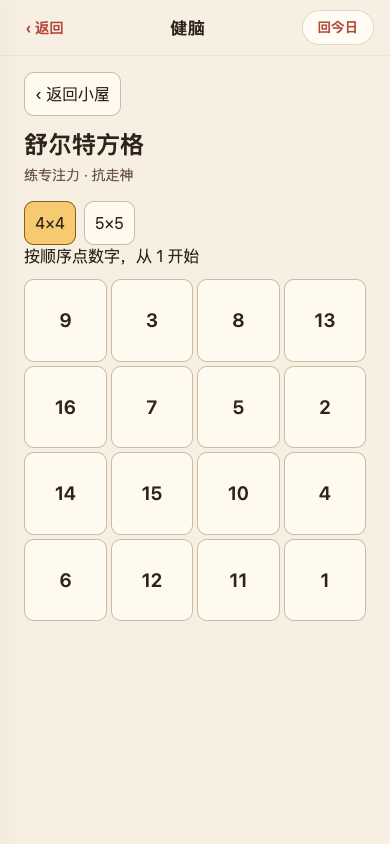 ‹ 返回 健脑 回今日
‹ 返回小屋
舒尔特方格
练专注力 · 抗走神
4×4 5×5
按顺序点数字，从 1 开始
9 3 8 13
16 7 5 2
14 15 10 4
6 12 11 1